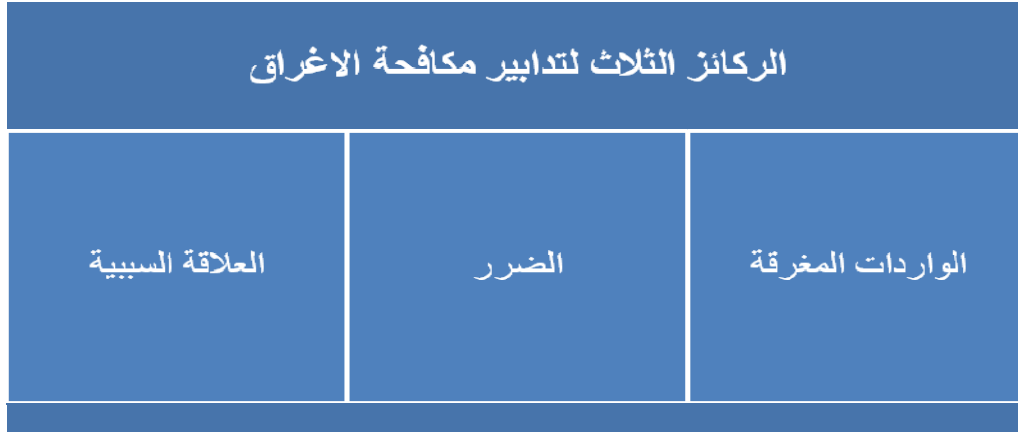 الركائز الثلاث لتدابير مكافحة الاغراق
الواردات المغرقة
الضرر
العلاقة السببية